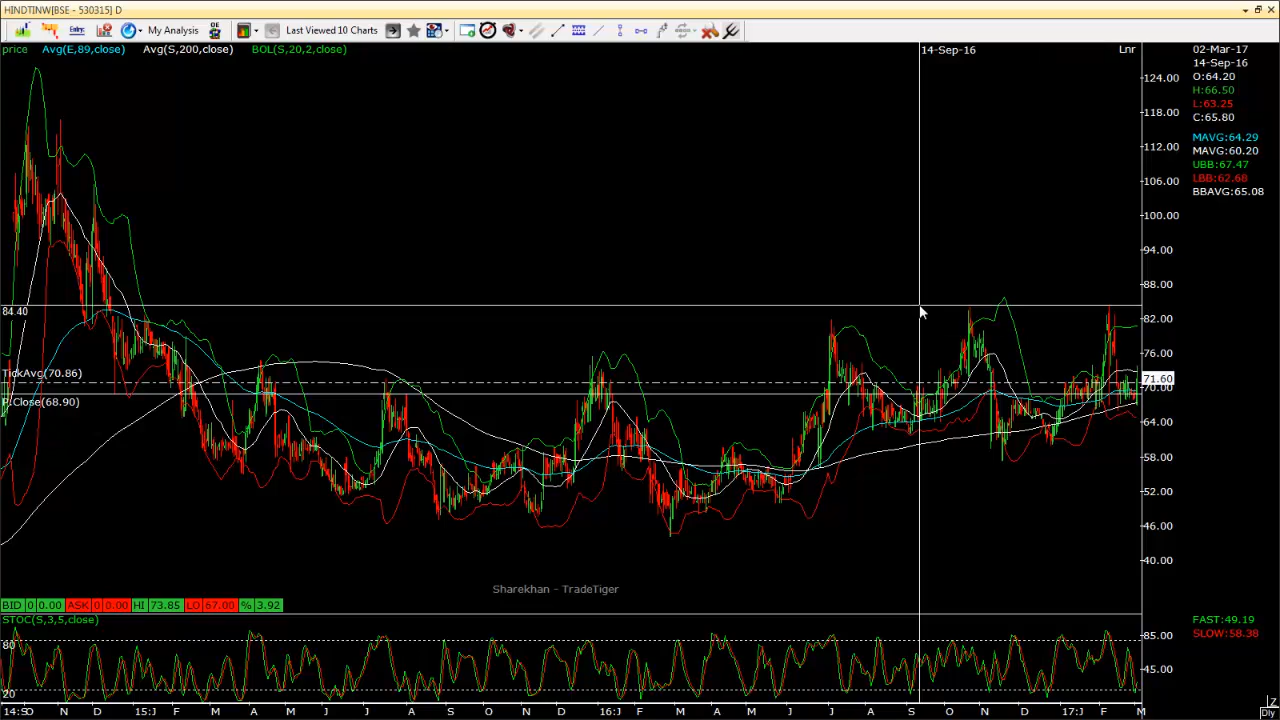 HINDTINW[BSE - 530315] D
Entry
My Analysis
OE
Last Viewed 10 Charts
price Avg(E,89,close) Avg(S,200,close) BOL(S,20,2,close) 14-Sep-16 Lnr
02-Mar-17
14-Sep-16
O:64.20
H:66.50
L:63.25
C:65.80
MAVG:64.29
MAVG:60.20
UBB:67.47
LBB:62.68
BBAVG:65.08
124.00
118.00
112.00
106.00
100.00
94.00
88.00
84.40
82.00
76.00
TickAvg(70.86)
71.60
70.00
P.Close(68.90)
64.00
58.00
52.00
46.00
40.00
Sharekhan - TradeTiger
BID 0 0.00 ASK 0 0.00 HI 73.85 LO 67.00 % 3.92
STOC(S,3,5,close)
FAST:49.19
SLOW:58.38
85.00
80
45.00
20
N D 15:J F M A M J J A S O N D 16:J F M A M J J A S O N D 17:J F M
Dly